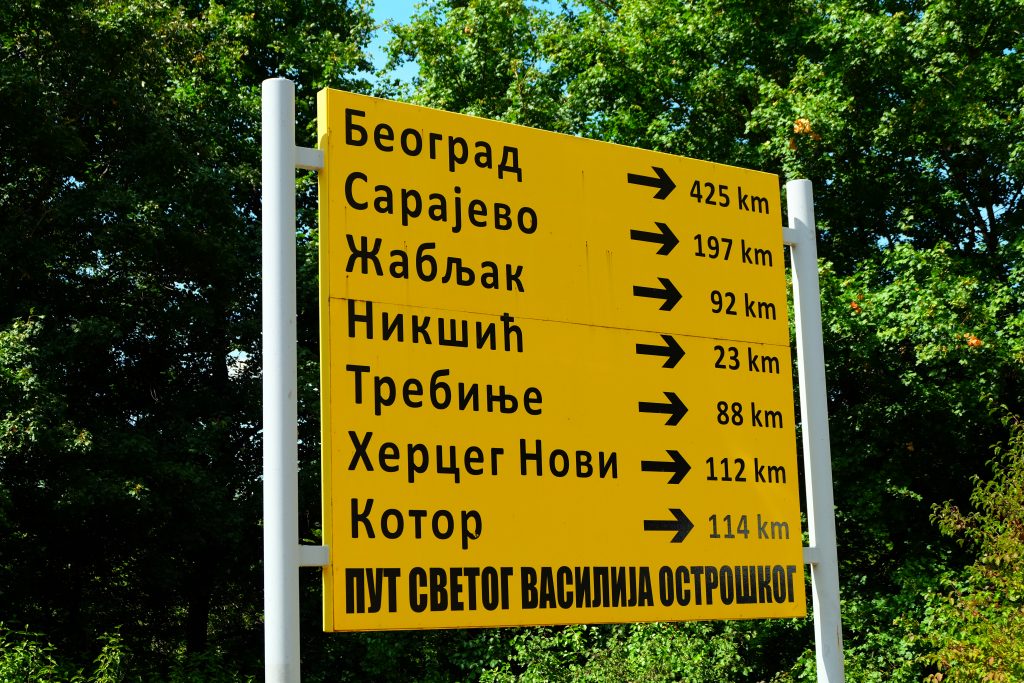 Београд → 425 km
Сарајево → 197 km
Жабљак → 92 km
Никшић → 23 km
Требиње → 88 km
Херцег Нови → 112 km
Котор → 114 km
ПУТ СВЕТОГ ВАСИЛИЈА ОСТРОШКОГ